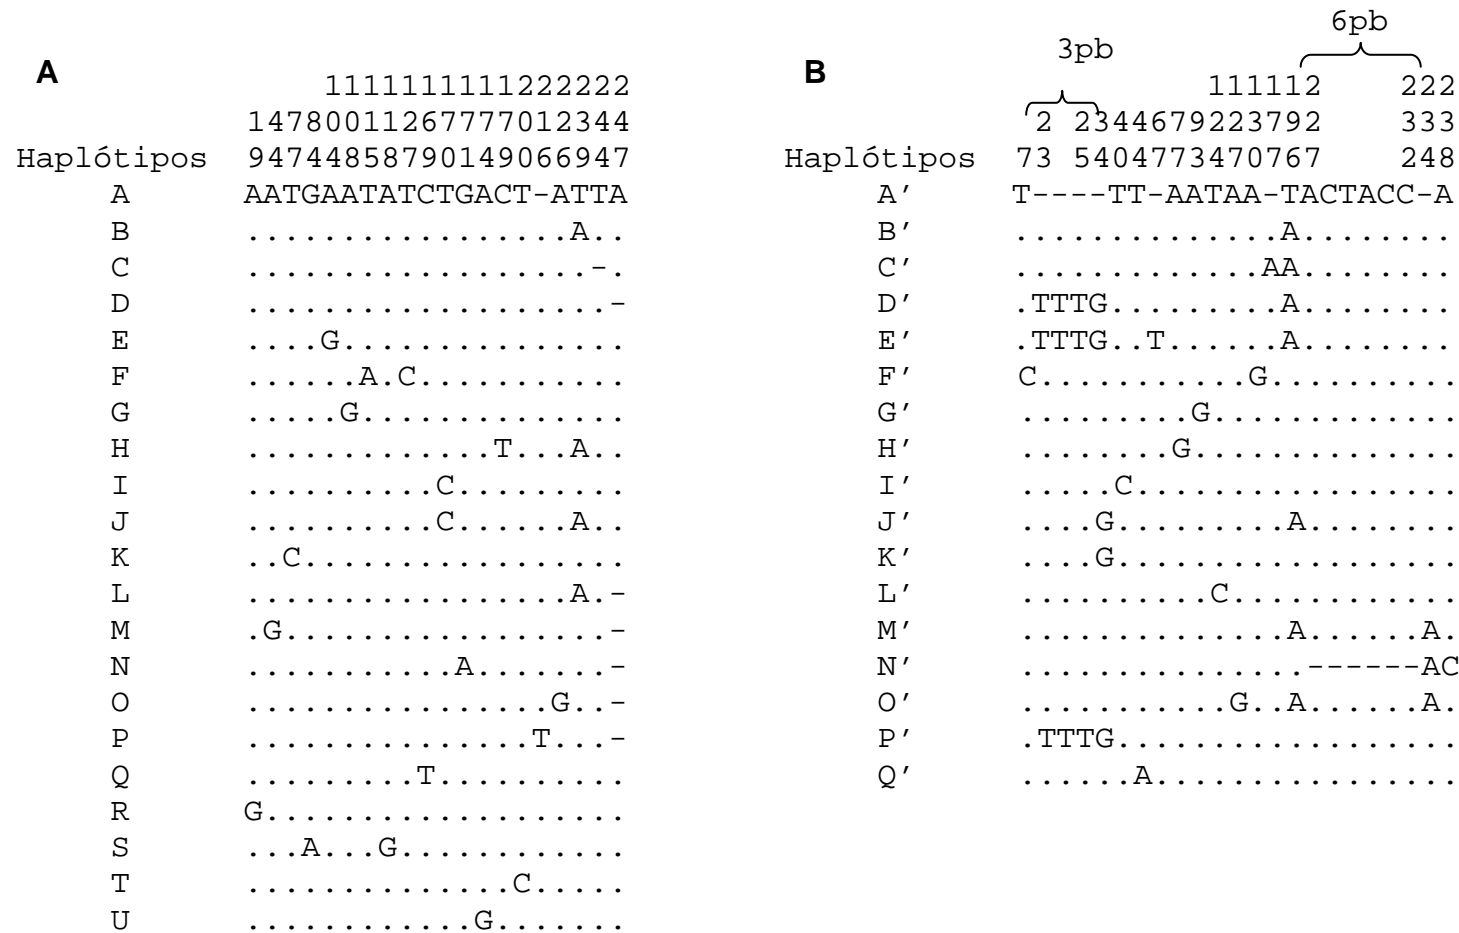 A
1111111111222222
14780011267777012344
Haplótipos 94744858790149066947
A AATGAATATCTGACT-ATTA
B .................A..
C ..................-.
D ...................-
E ....G...............
F ......A.C...........
G .....G..............
H .............T...A..
I ..........C.........
J ..........C......A..
K ..C.................
L .................A.-
M .G.................-
N ...........A.......-
O ................G..-
P ...............T...-
Q .........T..........
R G...................
S ...A...G............
T ..............C.....
U ............G.......
6pb
3pb
B
111112 222
2 2344679223792 333
Haplótipos 73 5404773470767 248
A′ T----TT-AATAA-TACTACC-A
B′ ..............A........
C′ .............AA........
D′ .TTTG.........A........
E′ .TTTG..T......A........
F′ C...........G..........
G′ .........G.............
H′ ........G..............
I′ .....C.................
J′ ....G.........A........
K′ ....G..................
L′ ..........C............
M′ ..............A......A.
N′ ...............------AC
O′ ...........G..A......A.
P′ .TTTG..................
Q′ ......A................